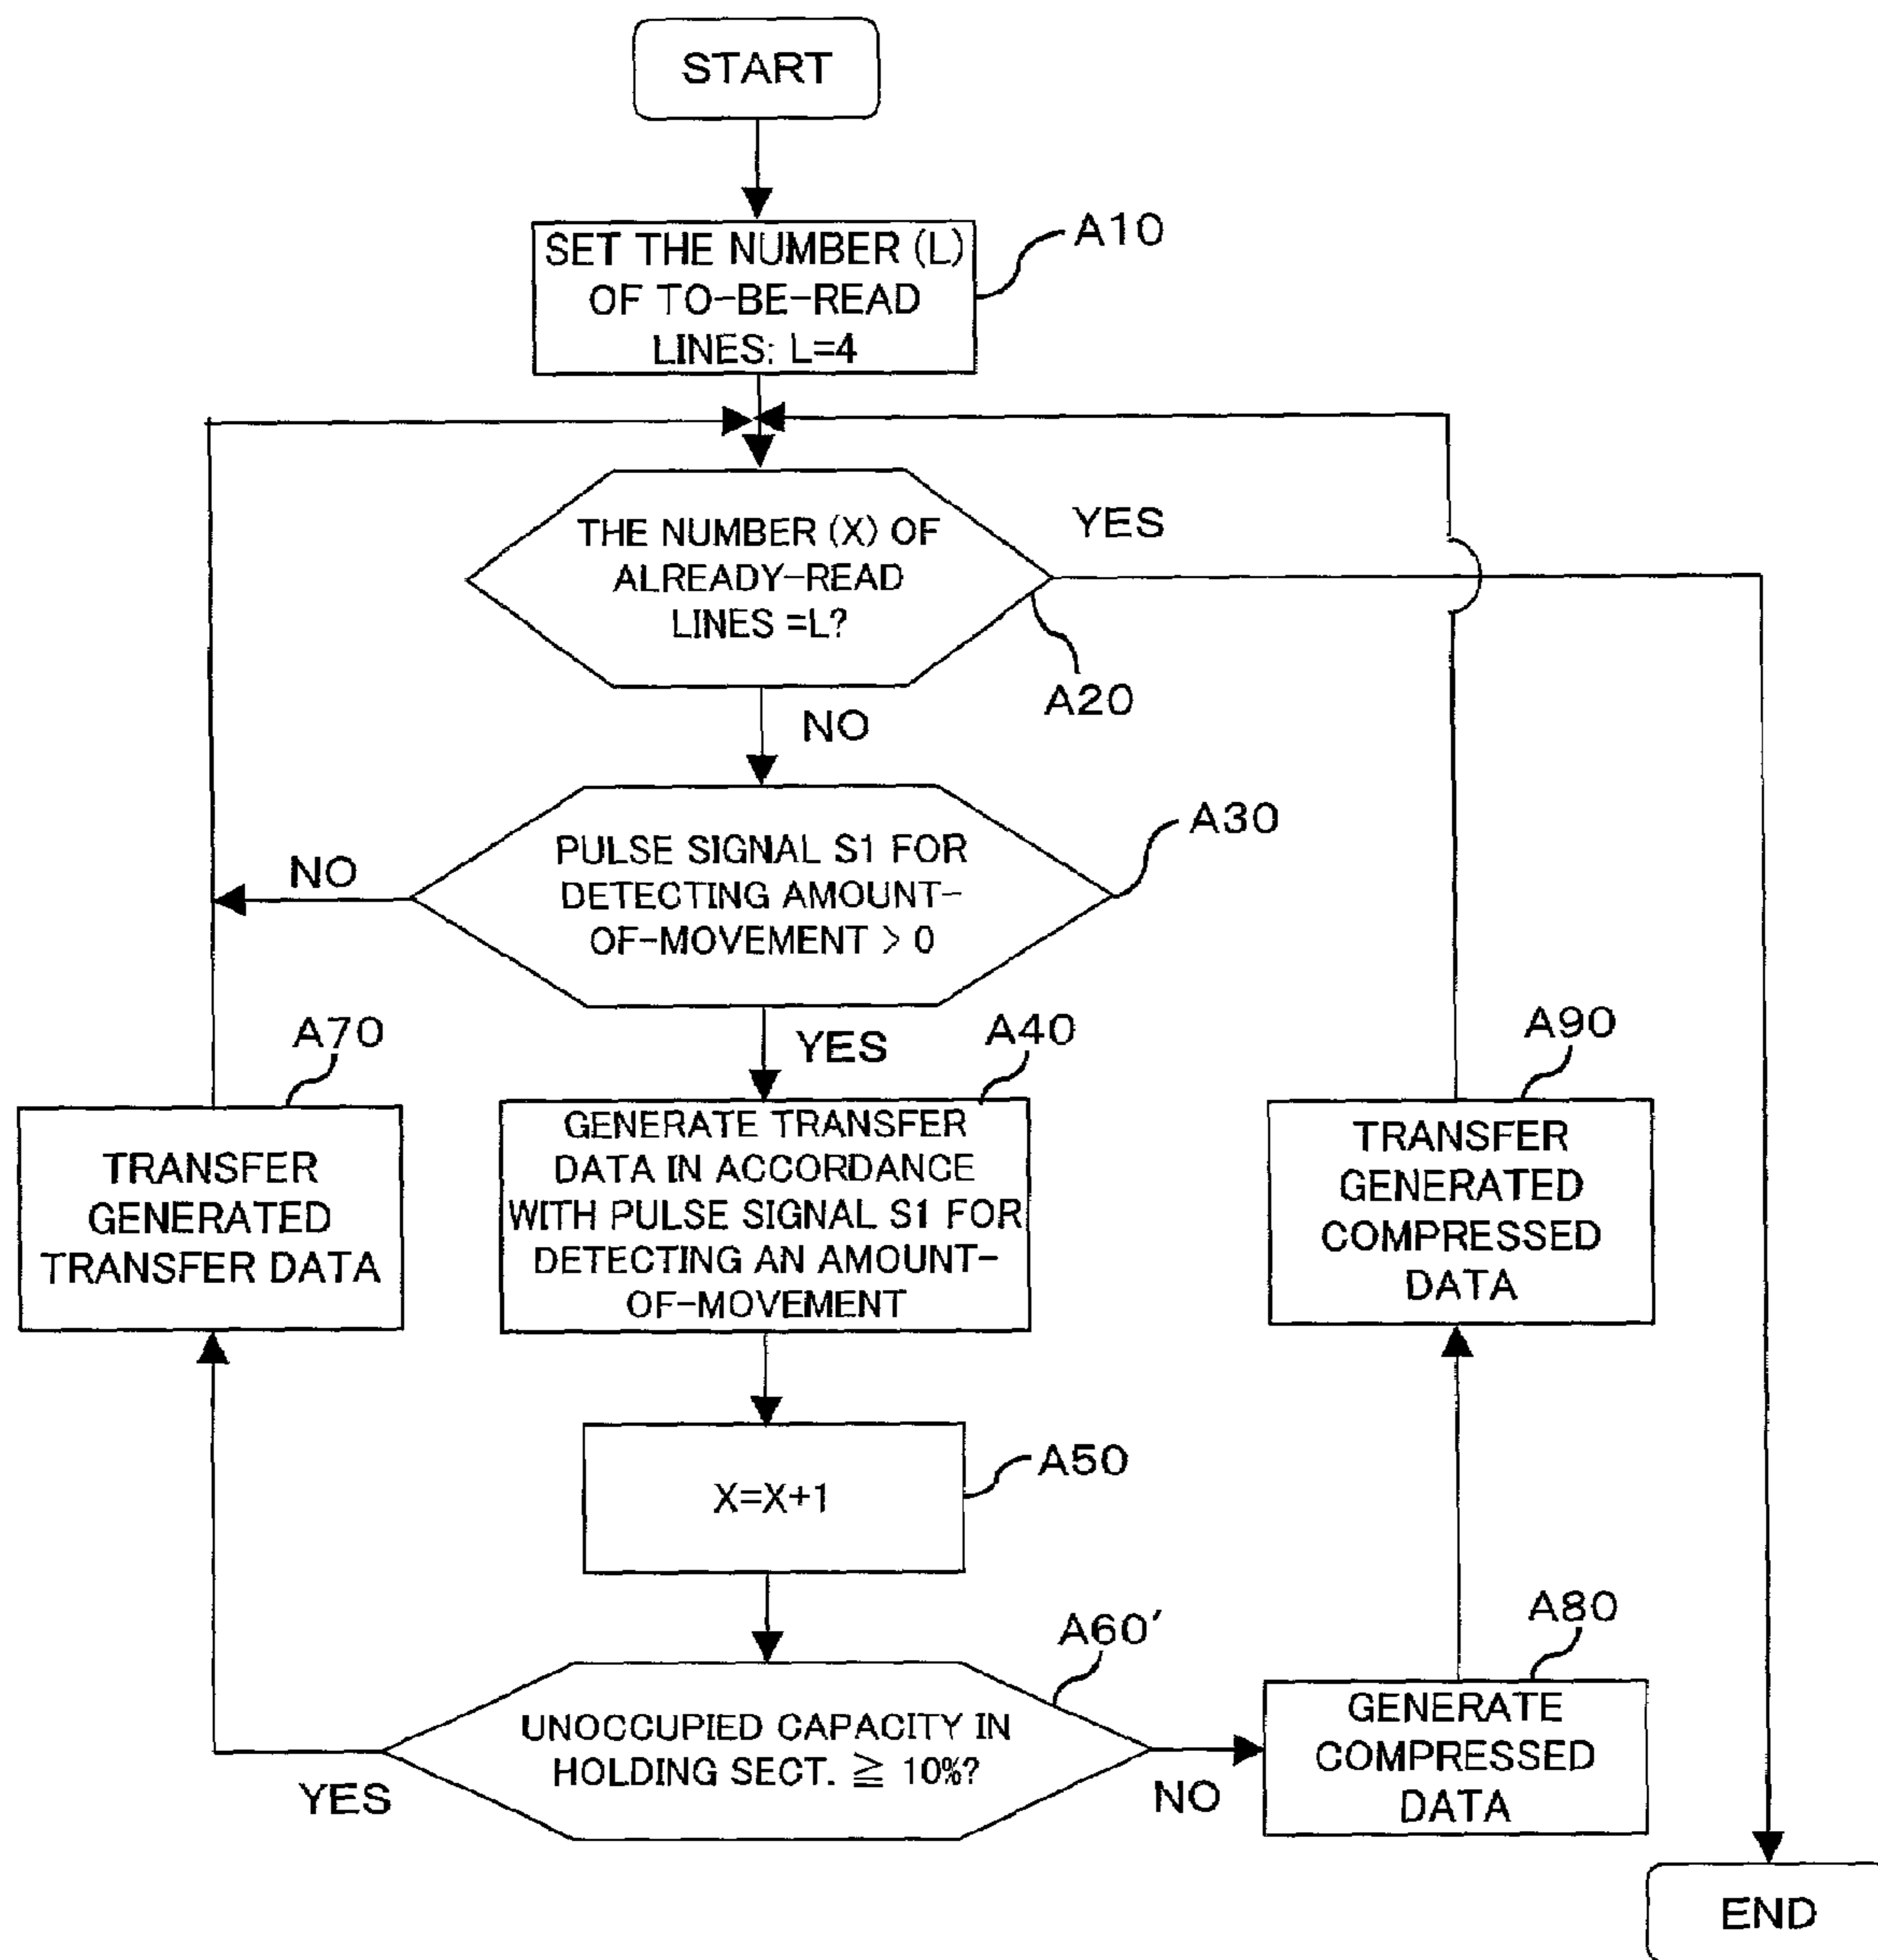 START
SET THE NUMBER (L)
OF TO-BE-READ
LINES: L=4
A10
THE NUMBER (X) OF
ALREADY-READ
LINES =L?
YES
A20
NO
PULSE SIGNAL S1 FOR
DETECTING AMOUNT-
OF-MOVEMENT > 0
A30
NO
YES
A70
TRANSFER
GENERATED
TRANSFER DATA
A40
GENERATE TRANSFER
DATA IN ACCORDANCE
WITH PULSE SIGNAL S1 FOR
DETECTING AN AMOUNT-
OF-MOVEMENT
A90
TRANSFER
GENERATED
COMPRESSED
DATA
X=X+1
A50
A60'
UNOCCUPIED CAPACITY IN
HOLDING SECT. ≧ 10%?
YES
NO
A80
GENERATE
COMPRESSED
DATA
END